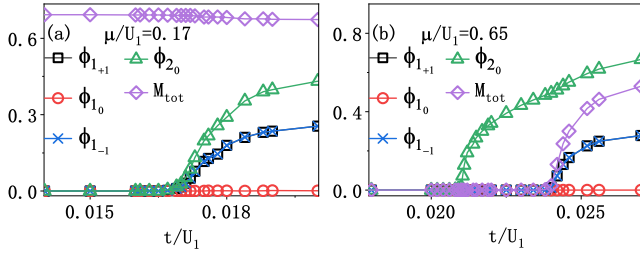 (a) μ/U₁=0.17
ϕ₁₊₁ ϕ₂₀
ϕ₁₀ M_tot
ϕ₁₋₁
0.6
0.3
0.0
0.015 0.018
t/U₁
(b) μ/U₁=0.65
ϕ₁₊₁ ϕ₂₀
ϕ₁₀ M_tot
ϕ₁₋₁
0.8
0.4
0.0
0.020 0.025
t/U₁